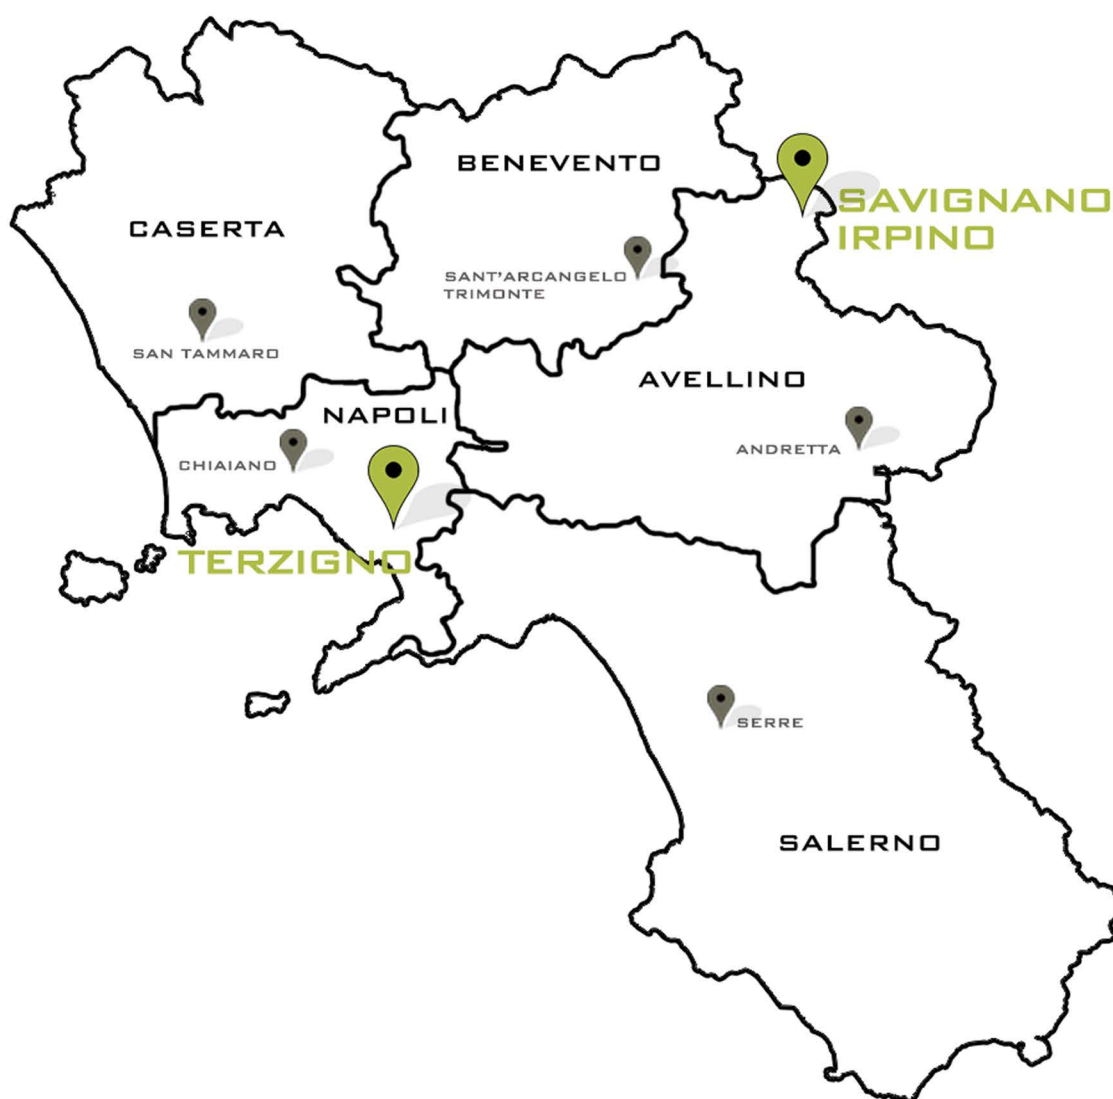 BENEVENTO
SAVIGNANO
IRPINO
CASERTA
SANT'ARCANGELO
TRIMONTE
SAN TAMMARO
AVELLINO
NAPOLI
ANDRETTA
CHIAIANO
TERZIGNO
SERRE
SALERNO